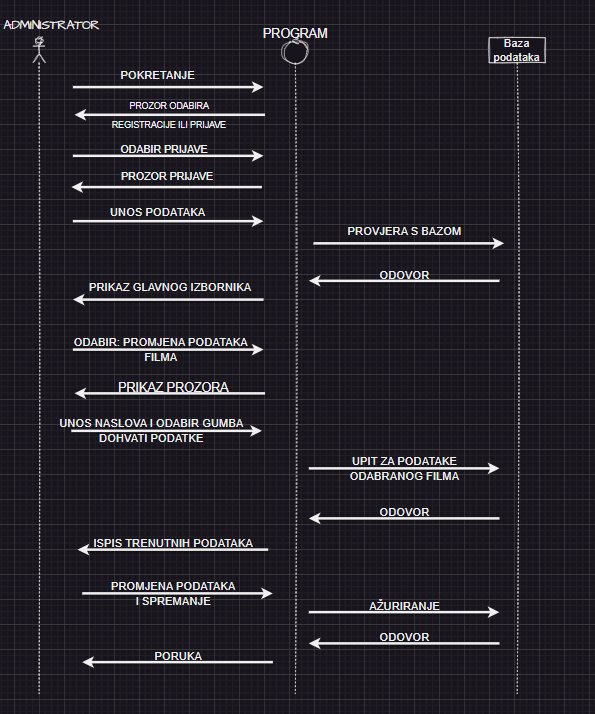 ADMINISTRATOR
PROGRAM
Baza
podataka
POKRETANJE
PROZOR ODABIRA
REGISTRACIJE ILI PRIJAVE
ODABIR PRIJAVE
PROZOR PRIJAVE
UNOS PODATAKA
PROVJERA S BAZOM
ODOVOR
PRIKAZ GLAVNOG IZBORNIKA
ODABIR: PROMJENA PODATAKA
FILMA
PRIKAZ PROZORA
UNOS NASLOVA I ODABIR GUMBA
DOHVATI PODATKE
UPIT ZA PODATAKE
ODABRANOG FILMA
ODOVOR
ISPIS TRENUTNIH PODATAKA
PROMJENA PODATAKA
I SPREMANJE
AŽURIRANJE
ODOVOR
PORUKA